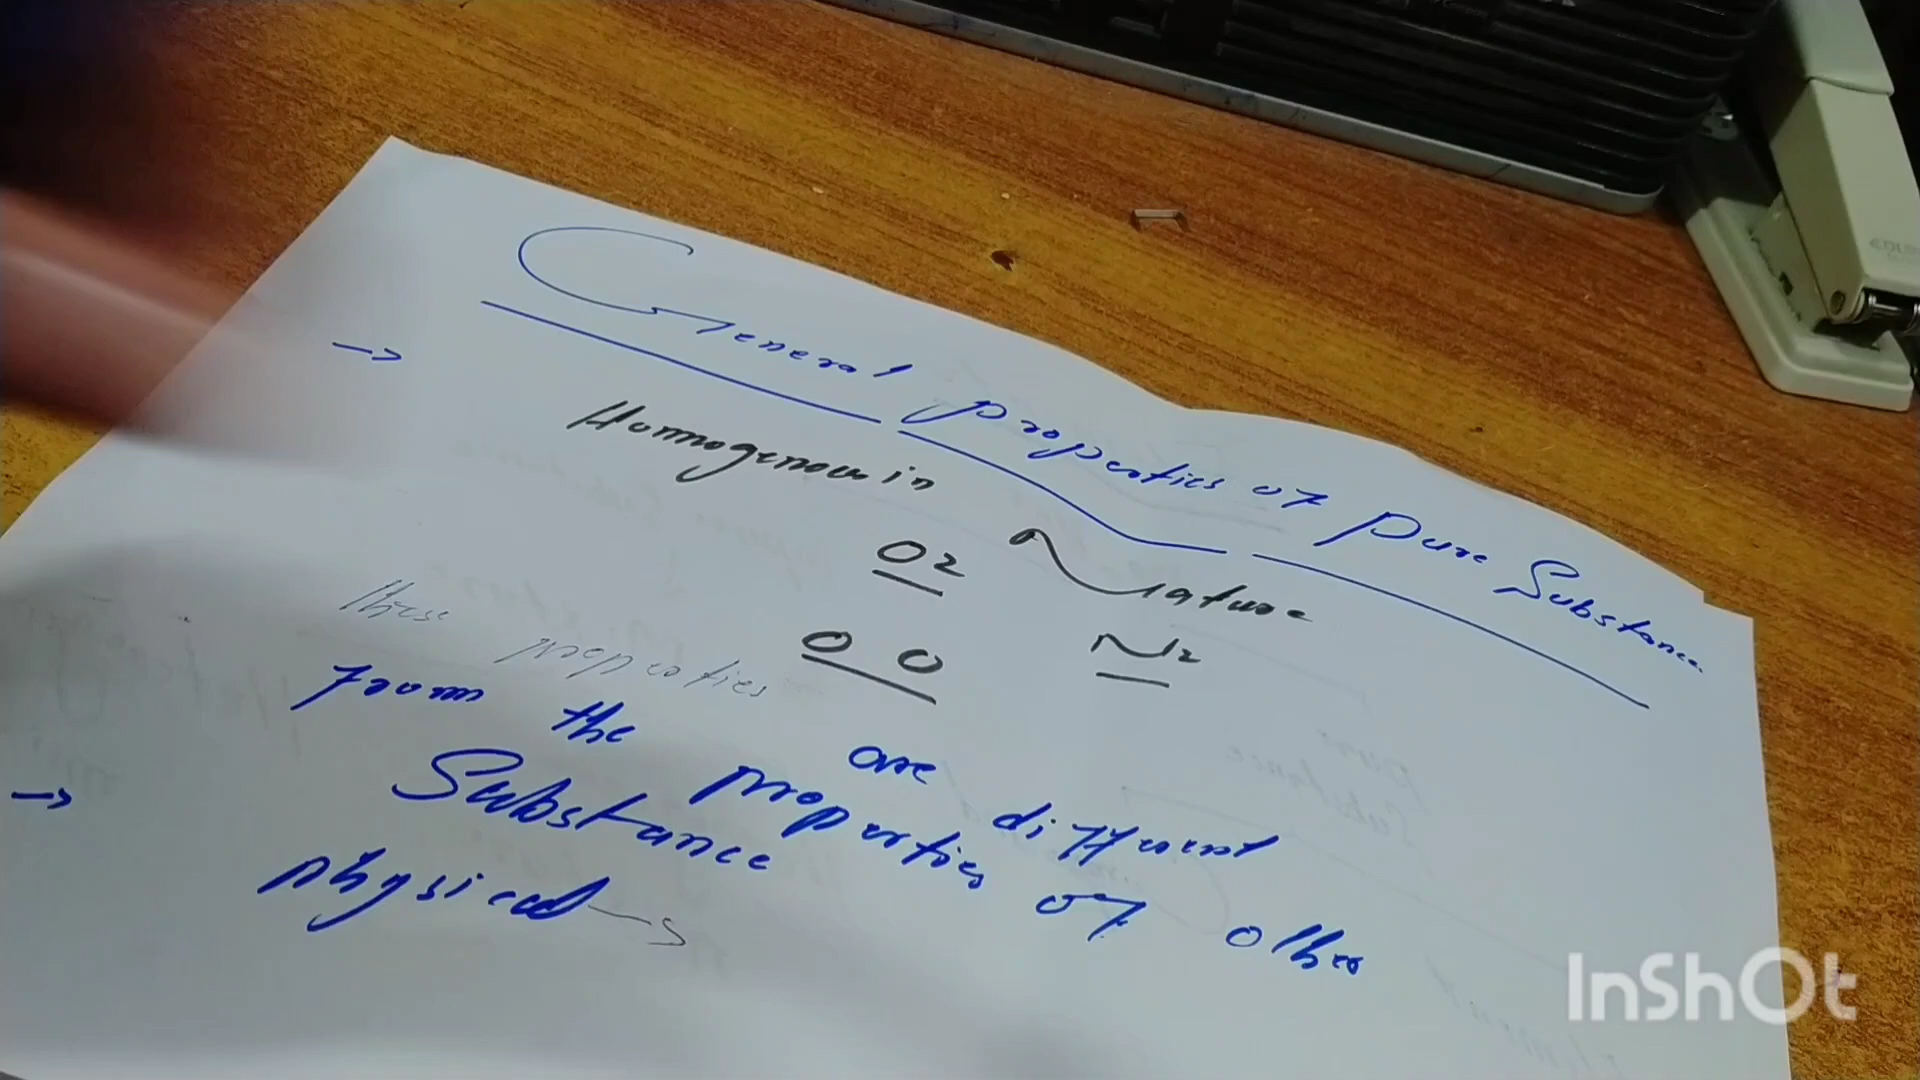 General properties of pure Substance
Homogenous in Nature
O2
O O
N2
these properties are different
from the properties of other
Substance
physical →
InShOt